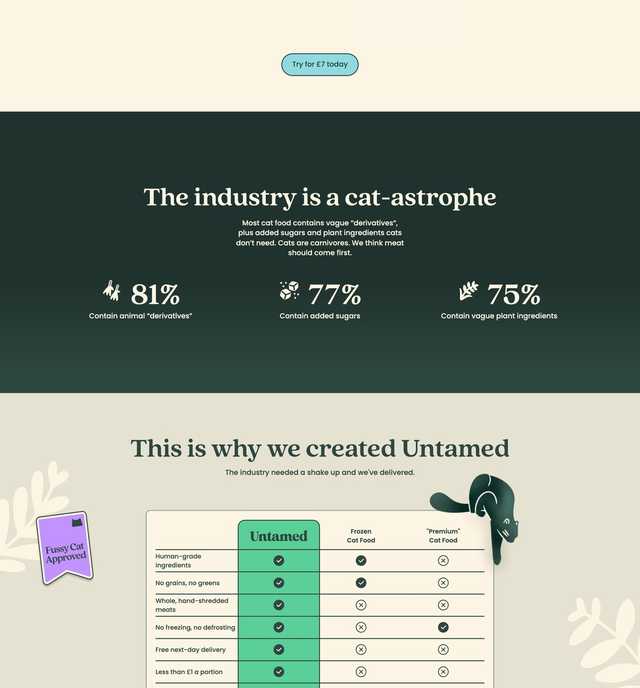 Try for £7 today
The industry is a cat-astrophe
Most cat food contains vague “derivatives”,
plus added sugars and plant ingredients cats
don’t need. Cats are carnivores. We think meat
should come first.
81%
Contain animal “derivatives”
77%
Contain added sugars
75%
Contain vague plant ingredients
This is why we created Untamed
The industry needed a shake up and we've delivered.
Fussy Cat
Approved
Untamed
Frozen
Cat Food
"Premium"
Cat Food
Human-grade
ingredients
No grains, no greens
Whole, hand-shredded
meats
No freezing, no defrosting
Free next-day delivery
Less than £1 a portion